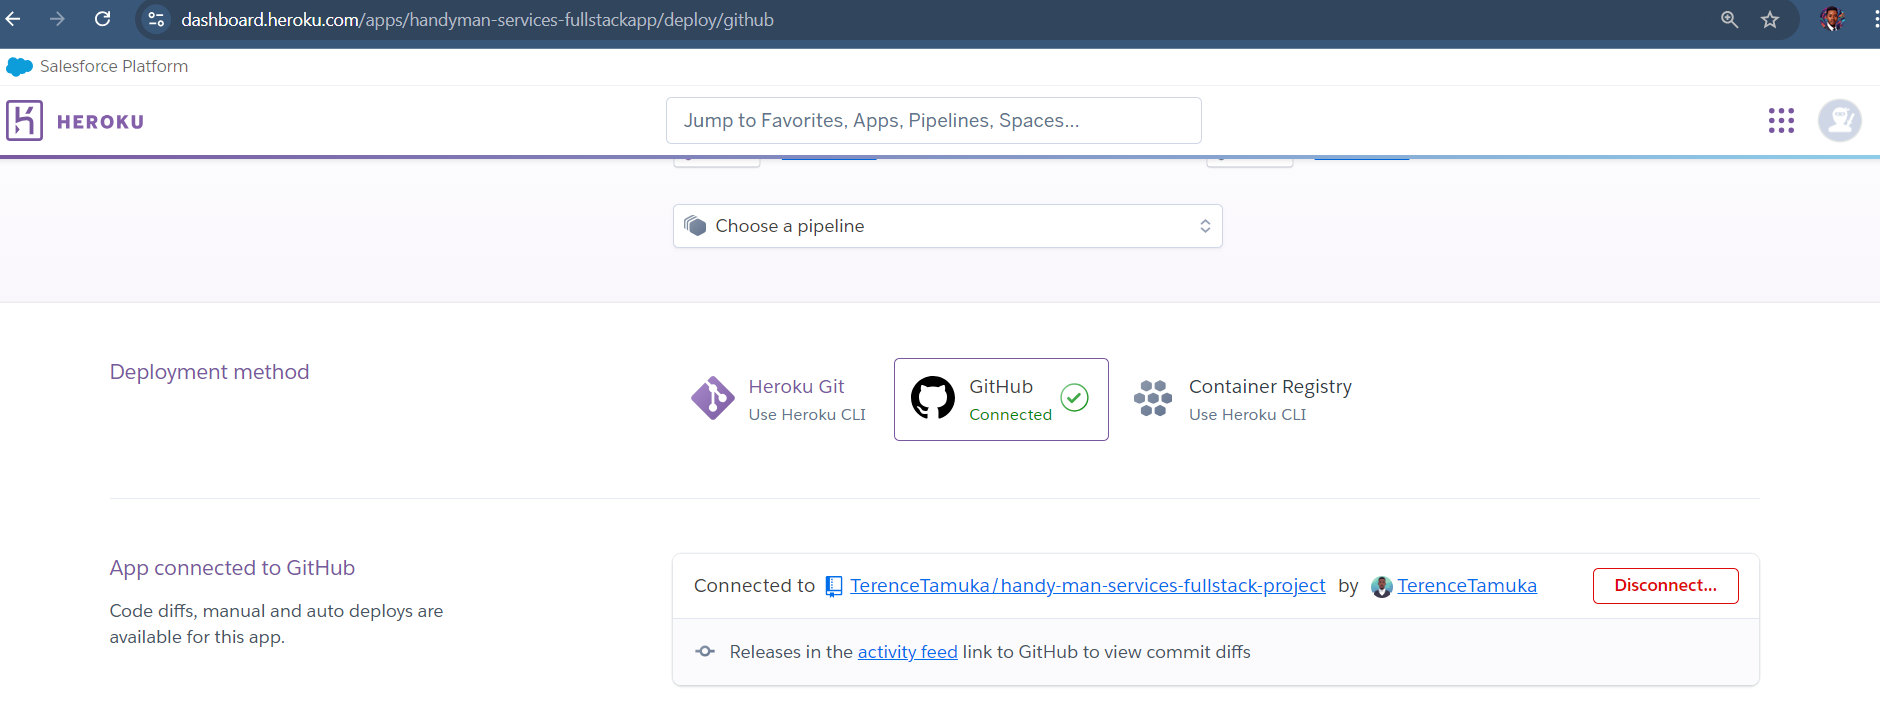 dashboard.heroku.com/apps/handyman-services-fullstackapp/deploy/github
Salesforce Platform
HEROKU
Jump to Favorites, Apps, Pipelines, Spaces...
Choose a pipeline
Deployment method
Heroku Git
Use Heroku CLI
GitHub
Connected
Container Registry
Use Heroku CLI
App connected to GitHub
Code diffs, manual and auto deploys are
available for this app.
Connected to TerenceTamuka/handy-man-services-fullstack-project by TerenceTamuka
Disconnect...
Releases in the activity feed link to GitHub to view commit diffs